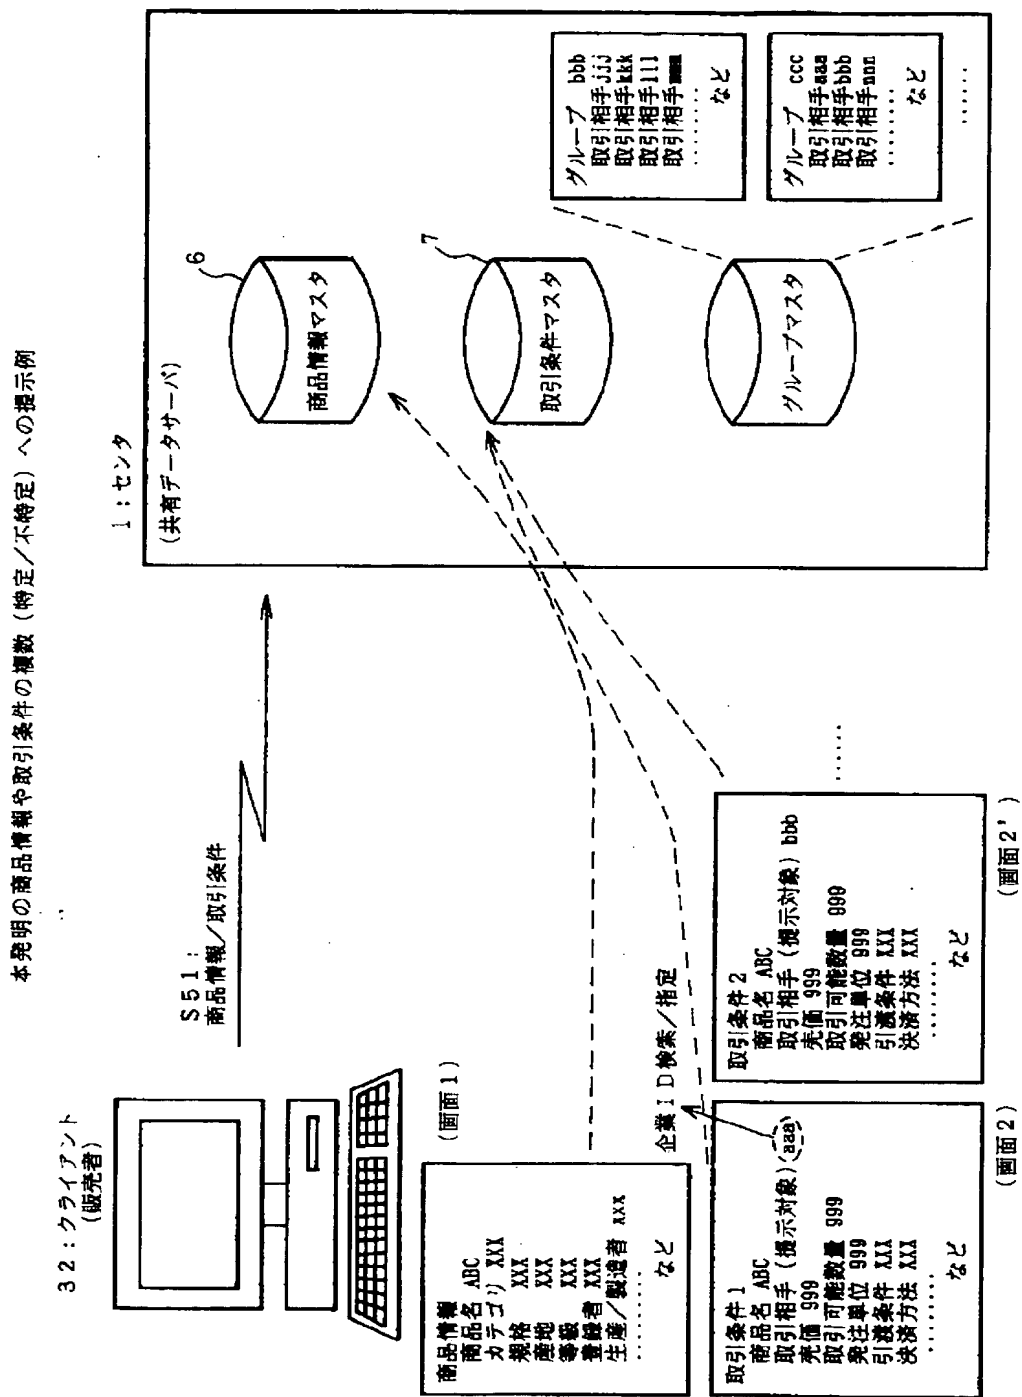 本発明の商品情報や取引条件の複数（特定／不特定）への提示例
32：クライアント
（販売者）
S51：
商品情報／取引条件
1：センタ
（共有データサーバ）
6
商品情報マスタ
7
取引条件マスタ
グループマスタ
グループ bbb
取引相手jjj
取引相手kkk
取引相手lll
取引相手mmm
........
など
グループ ccc
取引相手aaa
取引相手bbb
取引相手nnn
........
など
......
（画面1）
商品情報
商品名 ABC
カテゴリ XXX
規格 XXX
産地 XXX
等級 XXX
登録者 XXX
生産／製造者 xxx
........
など
企業ID検索／指定
取引条件1
商品名 ABC
取引相手（提示対象）aaa
売価 999
取引可能数量 999
発注単位 999
引渡条件 XXX
決済方法 XXX
........
など
（画面2）
取引条件2
商品名 ABC
取引相手（提示対象）bbb
売価 999
取引可能数量 999
発注単位 999
引渡条件 XXX
決済方法 XXX
........
など
（画面2'）
......